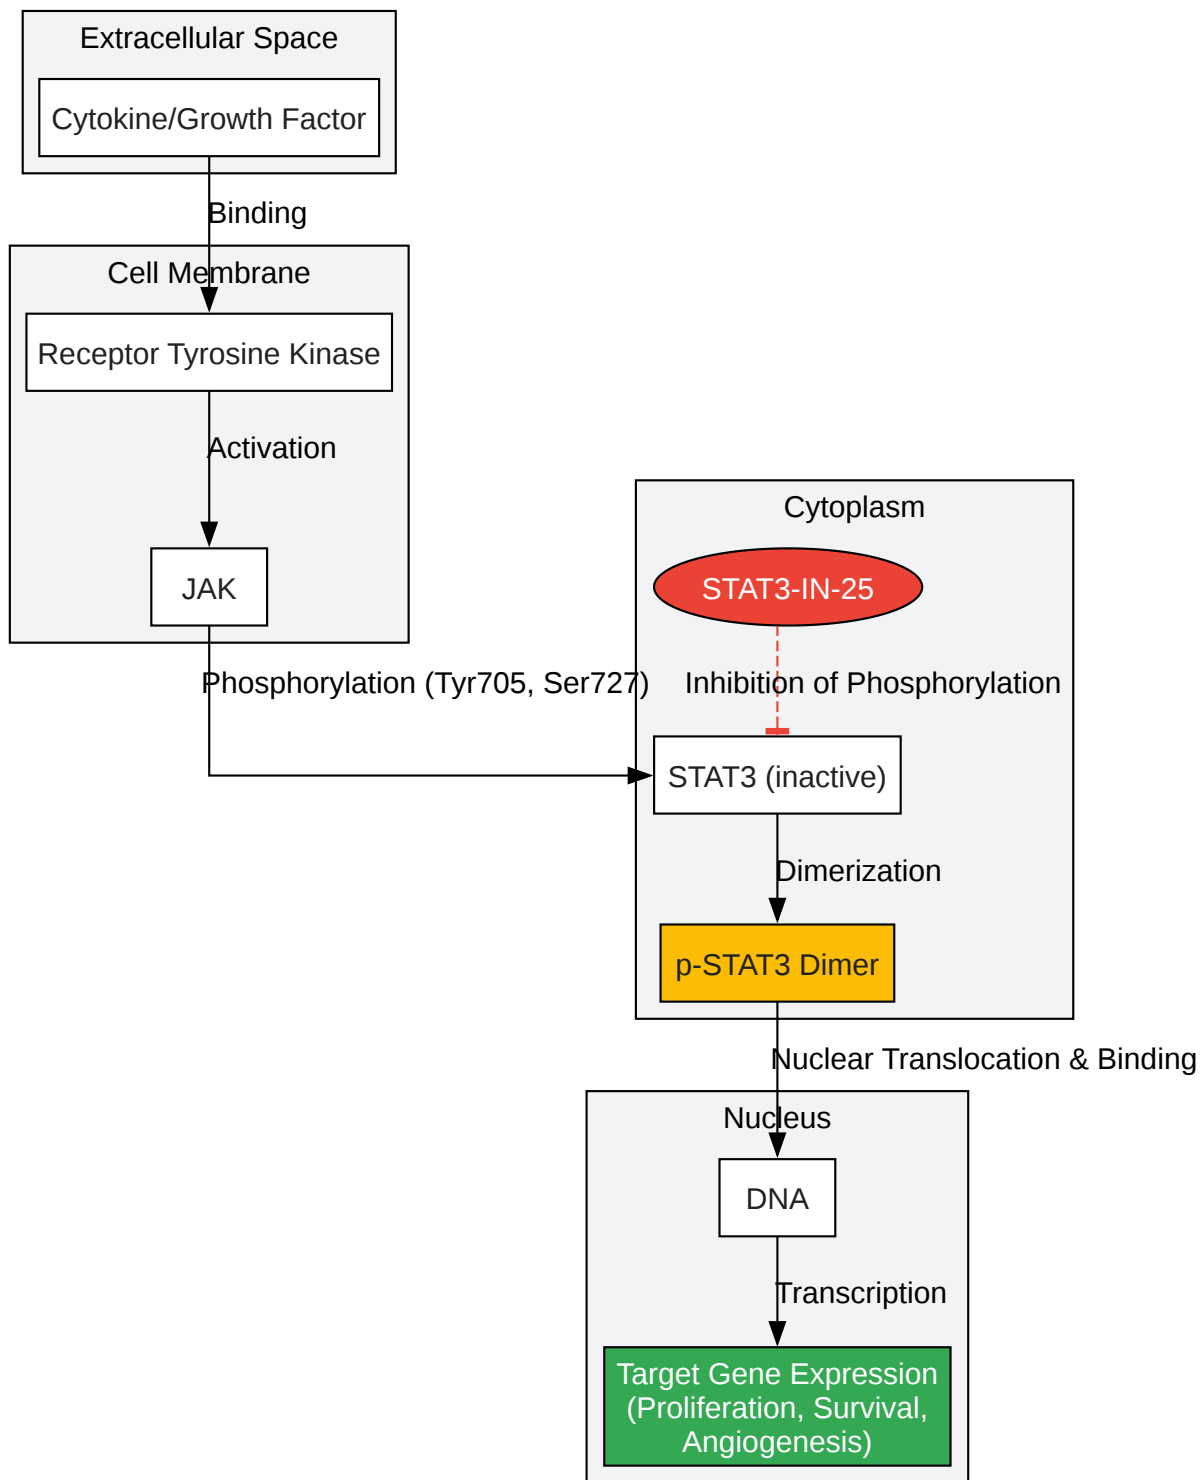 Extracellular Space
Cytokine/Growth Factor
Binding
Cell Membrane
Receptor Tyrosine Kinase
Activation
JAK
Phosphorylation (Tyr705, Ser727)
Cytoplasm
STAT3-IN-25
Inhibition of Phosphorylation
STAT3 (inactive)
Dimerization
p-STAT3 Dimer
Nuclear Translocation & Binding
Nucleus
DNA
Transcription
Target Gene Expression
(Proliferation, Survival,
Angiogenesis)